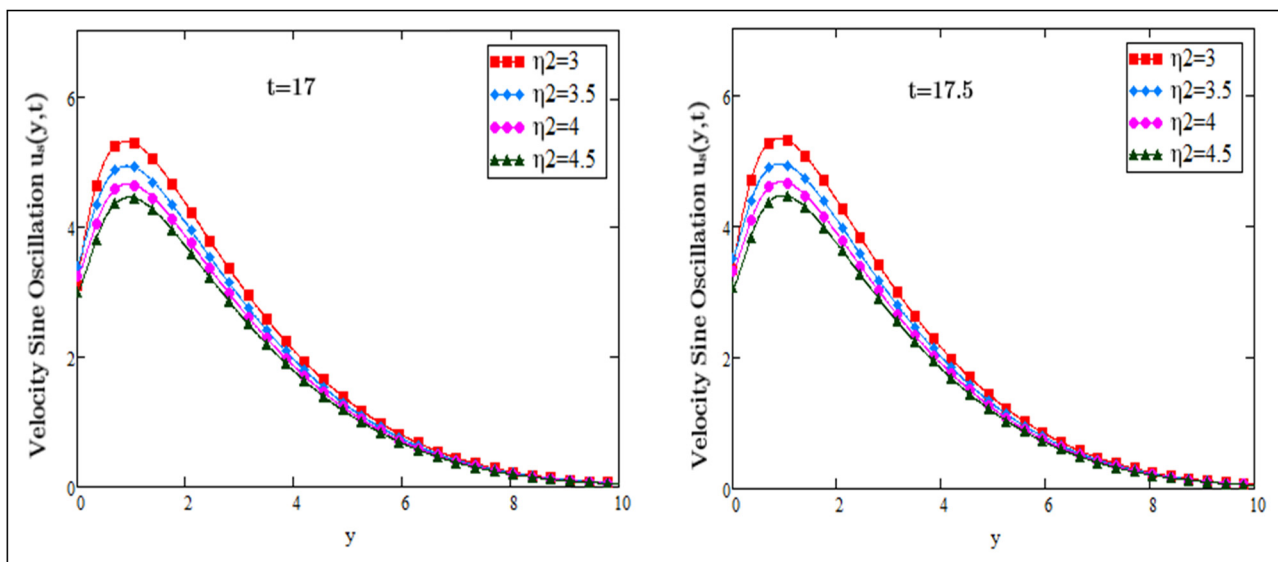 t=17
η2=3
η2=3.5
η2=4
η2=4.5
Velocity Sine Oscillation uₛ(y,t)
6
4
2
0
0 2 4 6 8 10
y
t=17.5
η2=3
η2=3.5
η2=4
η2=4.5
Velocity Sine Oscillation uₛ(y,t)
6
4
2
0
0 2 4 6 8 10
y